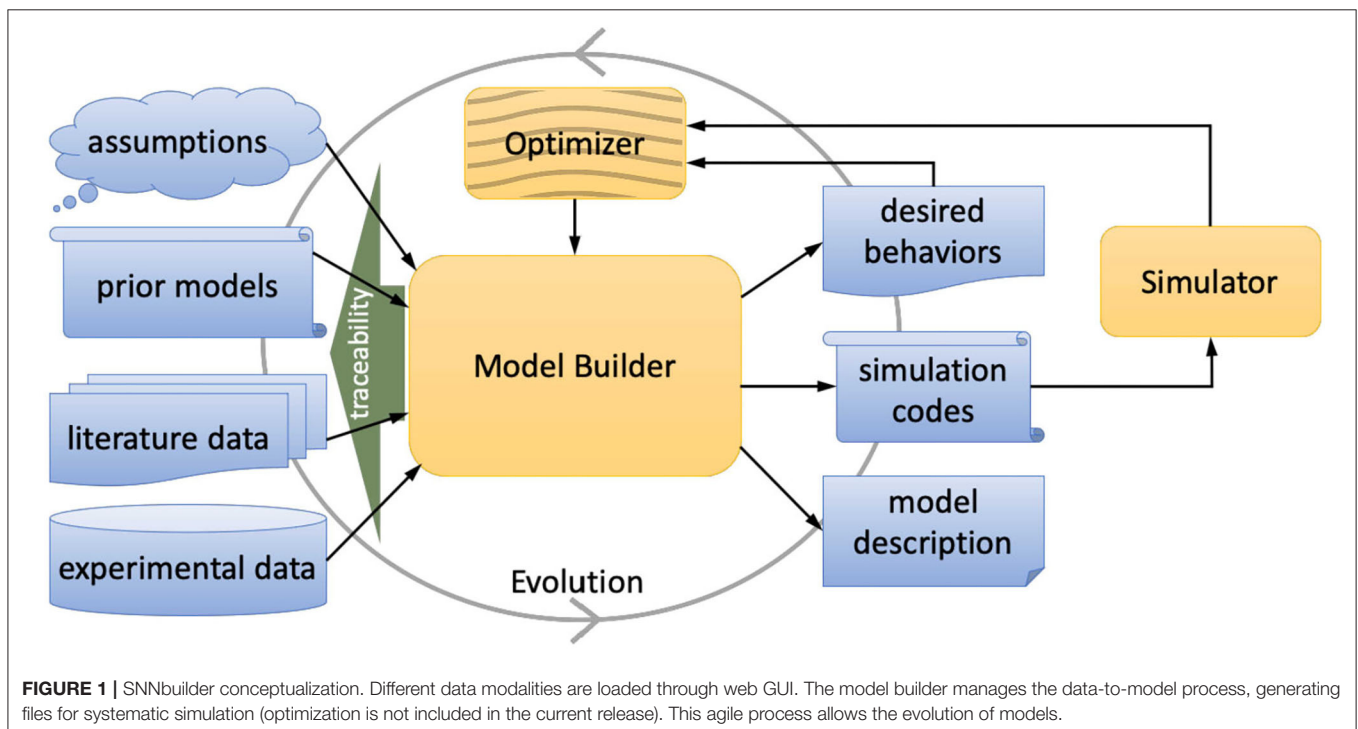 assumptions
prior models
literature data
experimental data
traceability
Optimizer
Model Builder
Evolution
desired
behaviors
simulation
codes
model
description
Simulator
FIGURE 1 | SNNbuilder conceptualization. Different data modalities are loaded through web GUI. The model builder manages the data-to-model process, generating
files for systematic simulation (optimization is not included in the current release). This agile process allows the evolution of models.